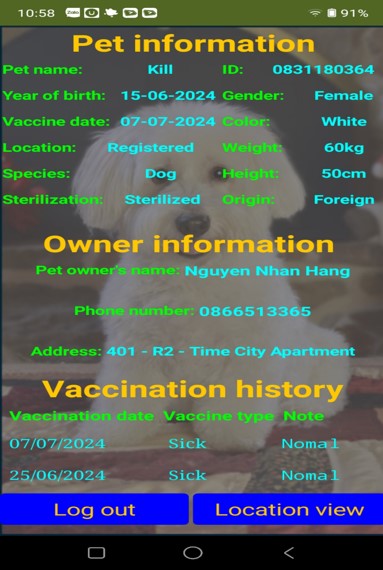 10:58 Zalo 91%
Pet information
Pet name: Kill ID: 0831180364
Year of birth: 15-06-2024 Gender: Female
Vaccine date: 07-07-2024 Color: White
Location: Registered Weight: 60kg
Species: Dog Height: 50cm
Sterilization: Sterilized Origin: Foreign
Owner information
Pet owner's name: Nguyen Nhan Hang
Phone number: 0866513365
Address: 401 - R2 - Time City Apartment
Vaccination history
Vaccination date Vaccine type Note
07/07/2024 Sick Nomal
25/06/2024 Sick Nomal
Log out Location view